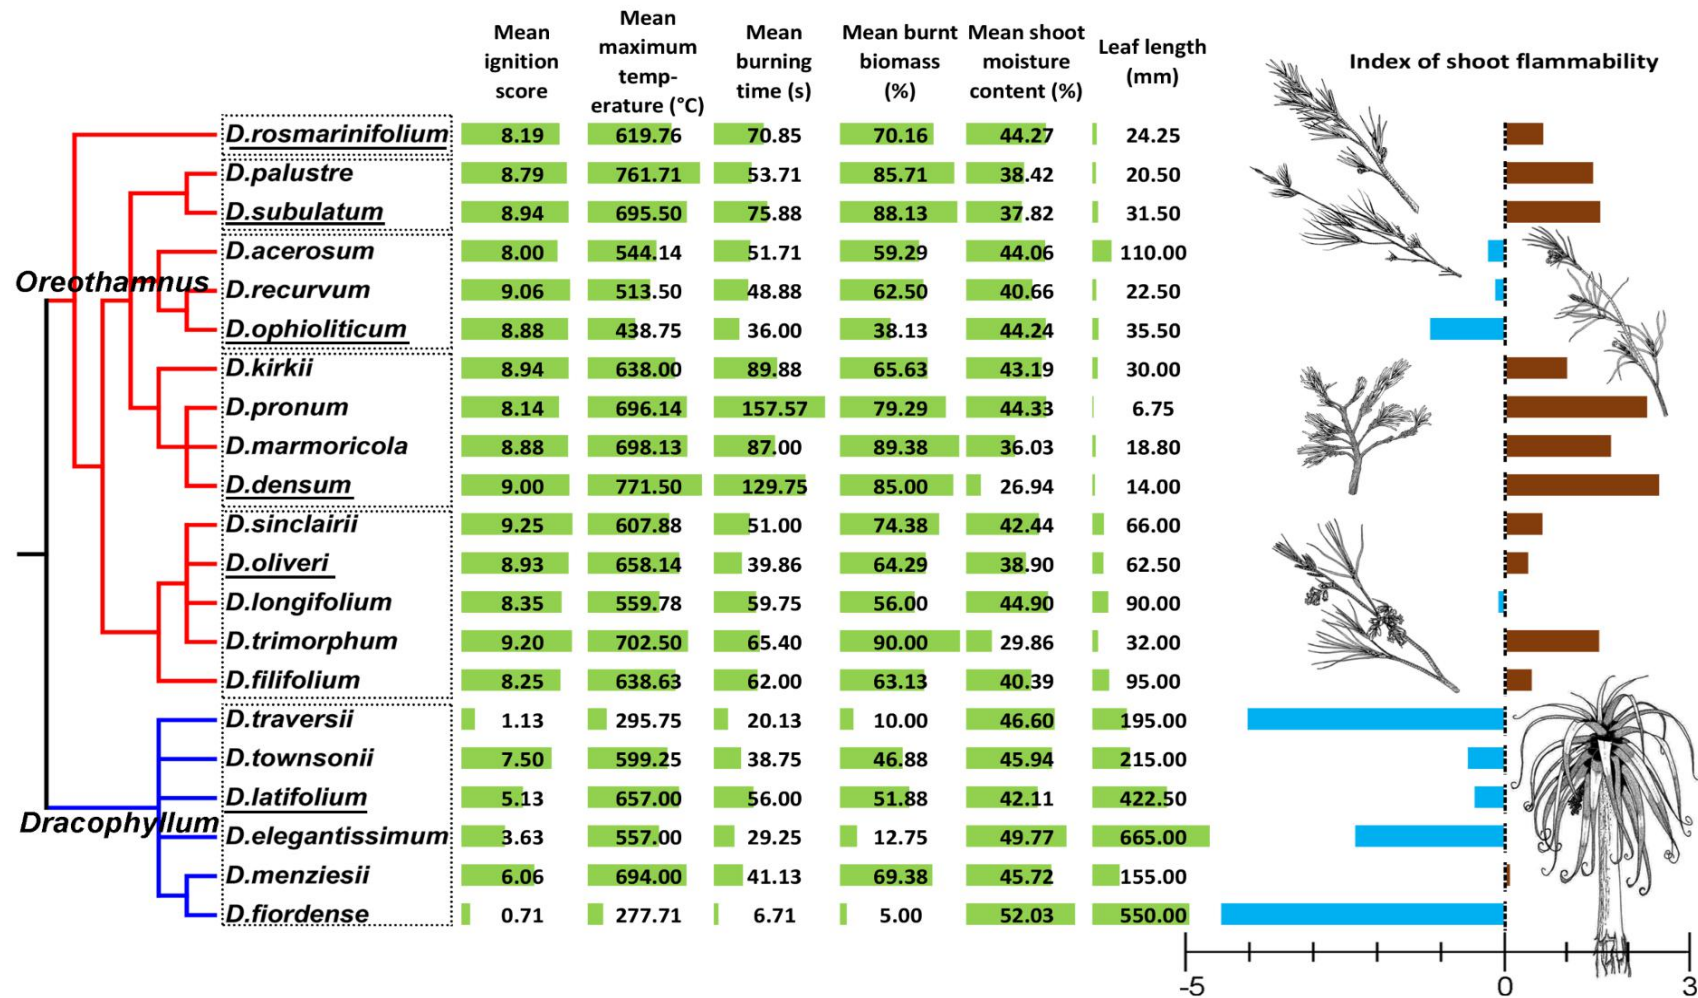 Mean ignition score
Mean maximum temp-erature (°C)
Mean burning time (s)
Mean burnt biomass (%)
Mean shoot moisture content (%)
Leaf length (mm)
Index of shoot flammability
D.rosmarinifolium 8.19 619.76 70.85 70.16 44.27 24.25
D.palustre 8.79 761.71 53.71 85.71 38.42 20.50
D.subulatum 8.94 695.50 75.88 88.13 37.82 31.50
D.acerosum 8.00 544.14 51.71 59.29 44.06 110.00
Oreothamnus
D.recurvum 9.06 513.50 48.88 62.50 40.66 22.50
D.ophioliticum 8.88 438.75 36.00 38.13 44.24 35.50
D.kirkii 8.94 638.00 89.88 65.63 43.19 30.00
D.pronum 8.14 696.14 157.57 79.29 44.33 6.75
D.marmoricola 8.88 698.13 87.00 89.38 36.03 18.80
D.densum 9.00 771.50 129.75 85.00 26.94 14.00
D.sinclairii 9.25 607.88 51.00 74.38 42.44 66.00
D.oliveri 8.93 658.14 39.86 64.29 38.90 62.50
D.longifolium 8.35 559.78 59.75 56.00 44.90 90.00
D.trimorphum 9.20 702.50 65.40 90.00 29.86 32.00
D.filifolium 8.25 638.63 62.00 63.13 40.39 95.00
D.traversii 1.13 295.75 20.13 10.00 46.60 195.00
D.townsonii 7.50 599.25 38.75 46.88 45.94 215.00
D.latifolium 5.13 657.00 56.00 51.88 42.11 422.50
Dracophyllum
D.elegantissimum 3.63 557.00 29.25 12.75 49.77 665.00
D.menziesii 6.06 694.00 41.13 69.38 45.72 155.00
D.fiordense 0.71 277.71 6.71 5.00 52.03 550.00
-5 0 3